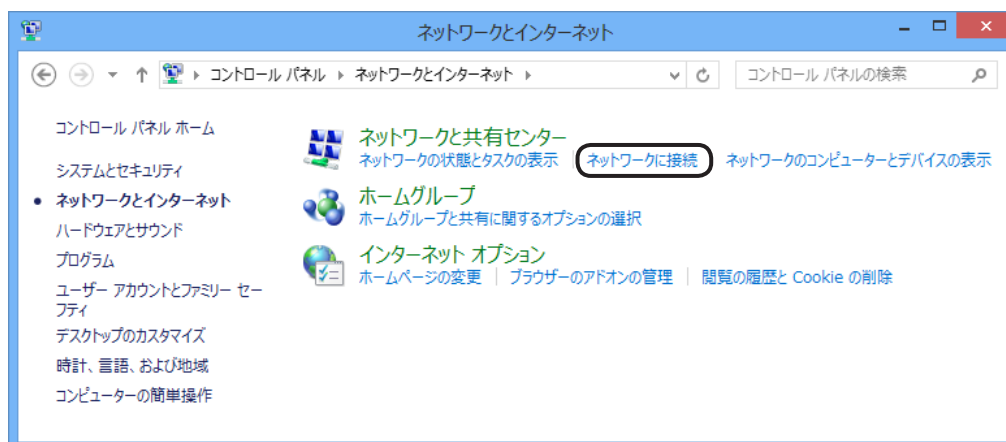 ネットワークとインターネット
コントロール パネル ネットワークとインターネット コントロール パネルの検索
コントロール パネル ホーム
システムとセキュリティ
ネットワークとインターネット
ハードウェアとサウンド
プログラム
ユーザー アカウントとファミリー セー
フティ
デスクトップのカスタマイズ
時計、言語、および地域
コンピューターの簡単操作
ネットワークと共有センター
ネットワークの状態とタスクの表示 ネットワークに接続 ネットワークのコンピューターとデバイスの表示
ホームグループ
ホームグループと共有に関するオプションの選択
インターネット オプション
ホームページの変更 ブラウザーのアドオンの管理 閲覧の履歴と Cookie の削除